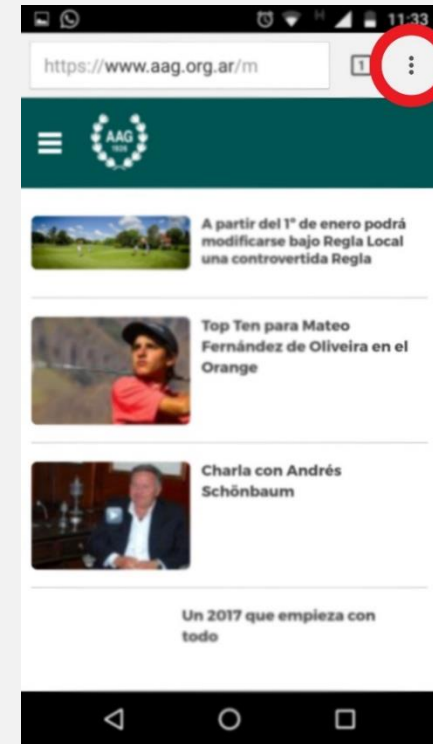 H 11:33
https://www.aag.org.ar/m
1
AAG
1926
A partir del 1º de enero podrá
modificarse bajo Regla Local
una controvertida Regla
Top Ten para Mateo
Fernández de Oliveira en el
Orange
Charla con Andrés
Schönbaum
Un 2017 que empieza con
todo